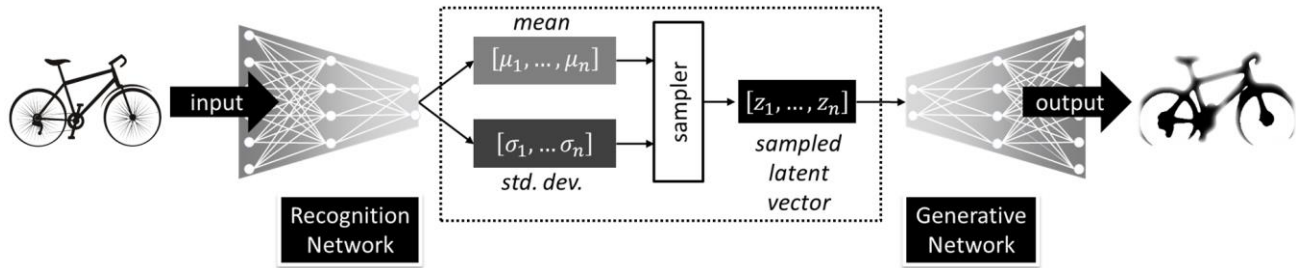 mean
[μ₁, ..., μₙ]
input
sampler
[z₁, ..., zₙ]
output
[σ₁, ... σₙ]
std. dev.
sampled
latent
vector
Recognition
Network
Generative
Network